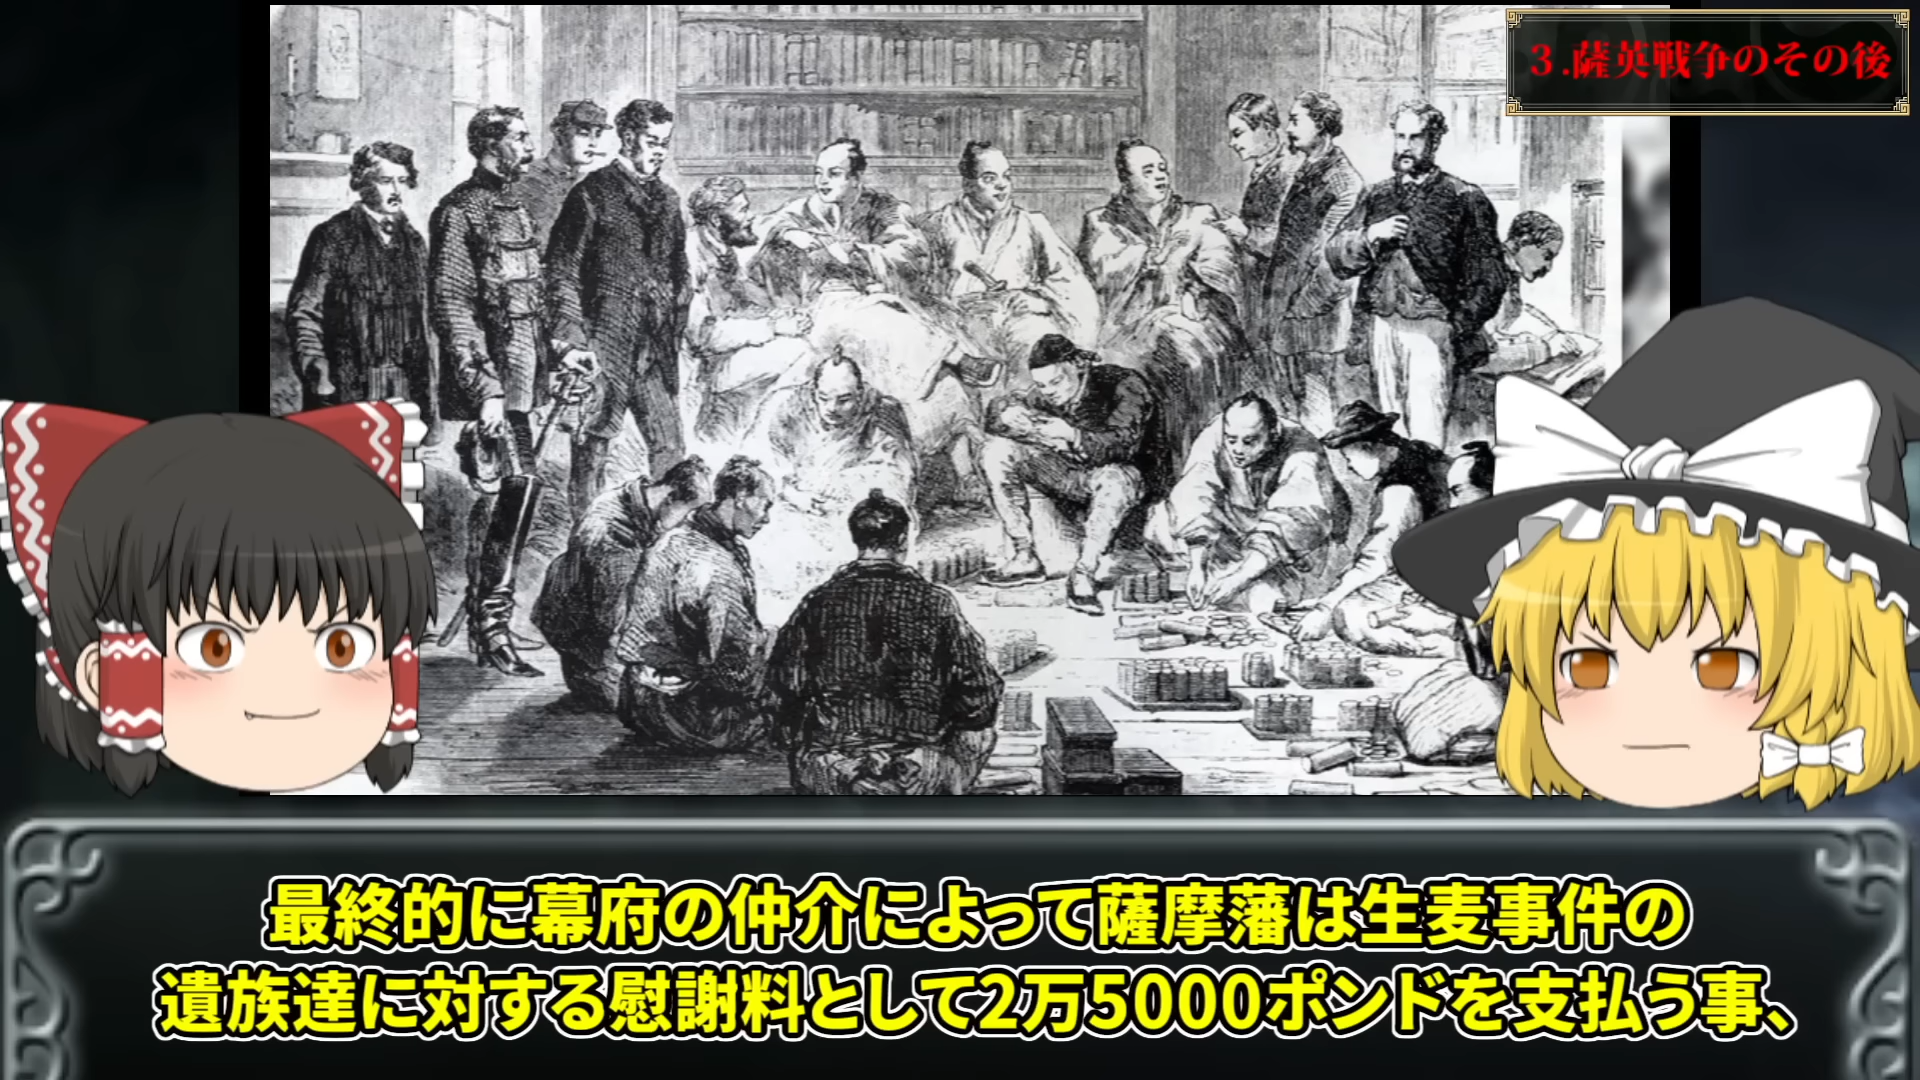 3.薩英戦争のその後
最終的に幕府の仲介によって薩摩藩は生麦事件の
遺族達に対する慰謝料として2万5000ポンドを支払う事、